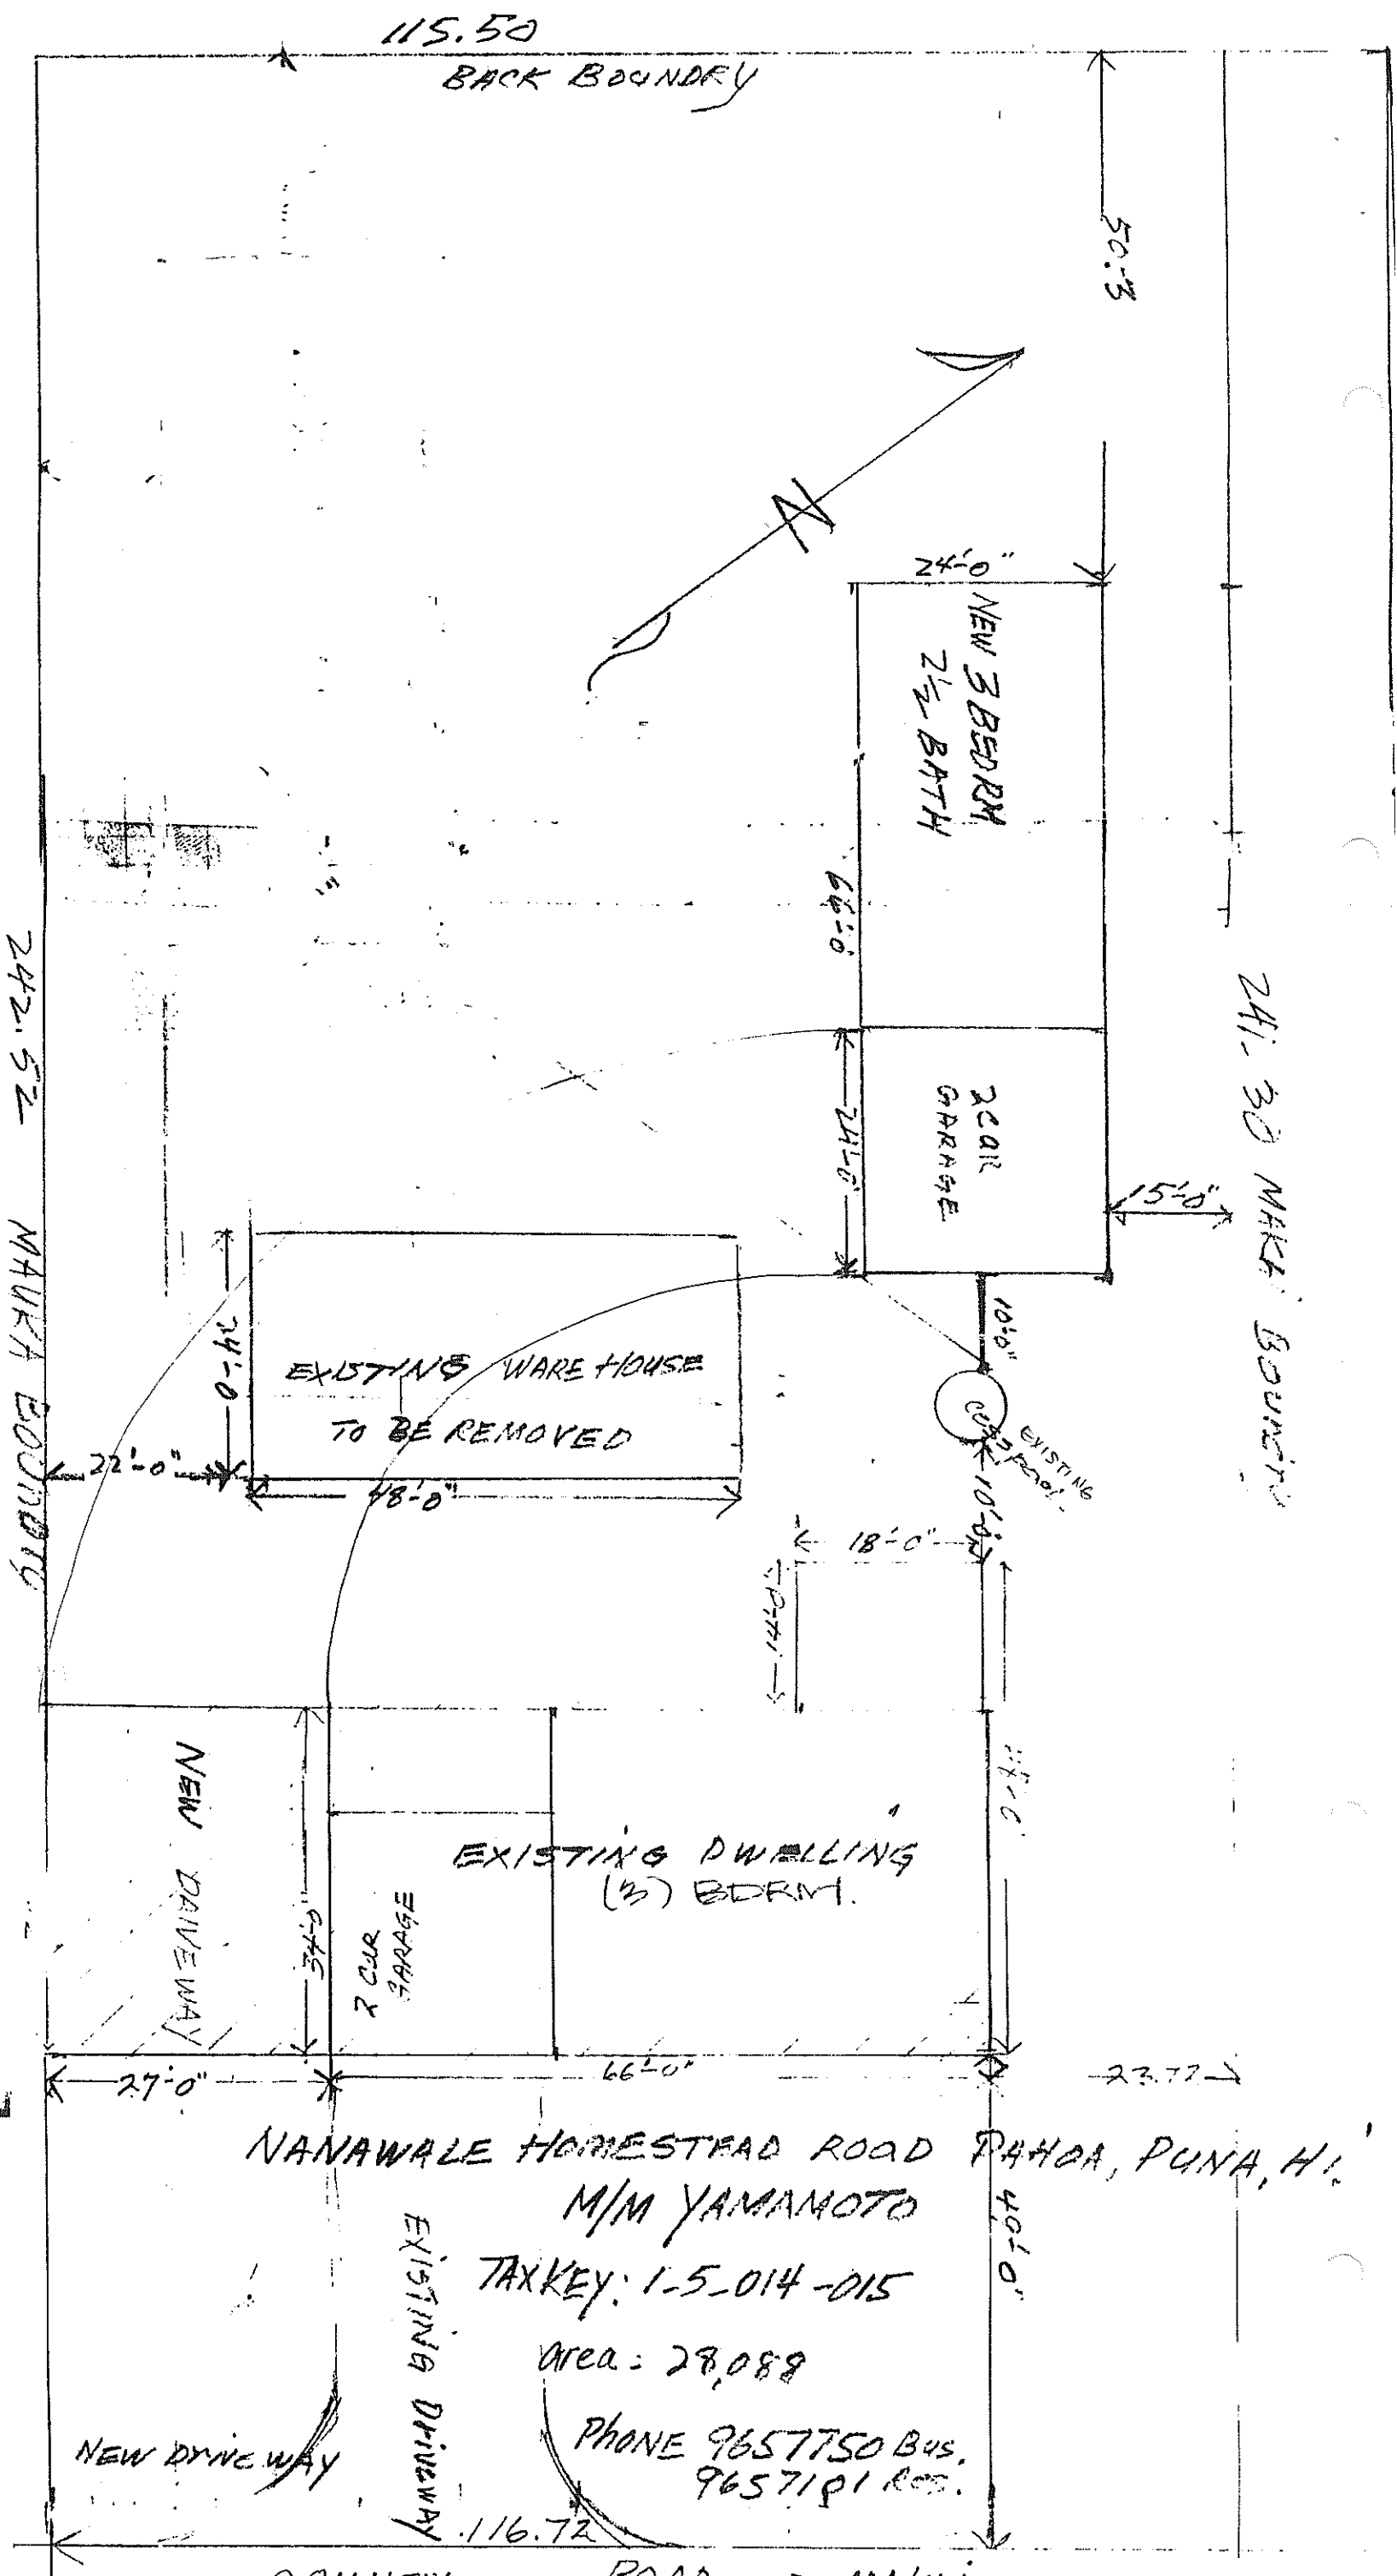 115.50
BACK BOUNDRY
50-3
N
24'-0"
NEW 3 BEDRM
2½ BATH
66'-0
241.30 MAKAI BOUNDRY
2 CAR
GARAGE
24'-0"
15'-0"
10'-0"
EXISTING
CESSPOOL
10'-0"
242.52 MAUKA BOUNDRY
24'-0
EXISTING WARE HOUSE
TO BE REMOVED
22'-0"
48'-0"
18'-0"
14'-0"
NEW DRIVEWAY
34'-0"
2 CAR
GARAGE
EXISTING DWELLING
(3) BDRM.
27'-0"
66'-0"
23.72
NANAWALE HOMESTEAD ROAD PAHOA, PUNA, HI.
M/M YAMAMOTO
TAXKEY: 1-5-014-015
area = 28,088
40'-0"
EXISTING DRIVEWAY
NEW DRIVEWAY
PHONE 9657750 Bus.
9657191 Res.
116.72
ROAD